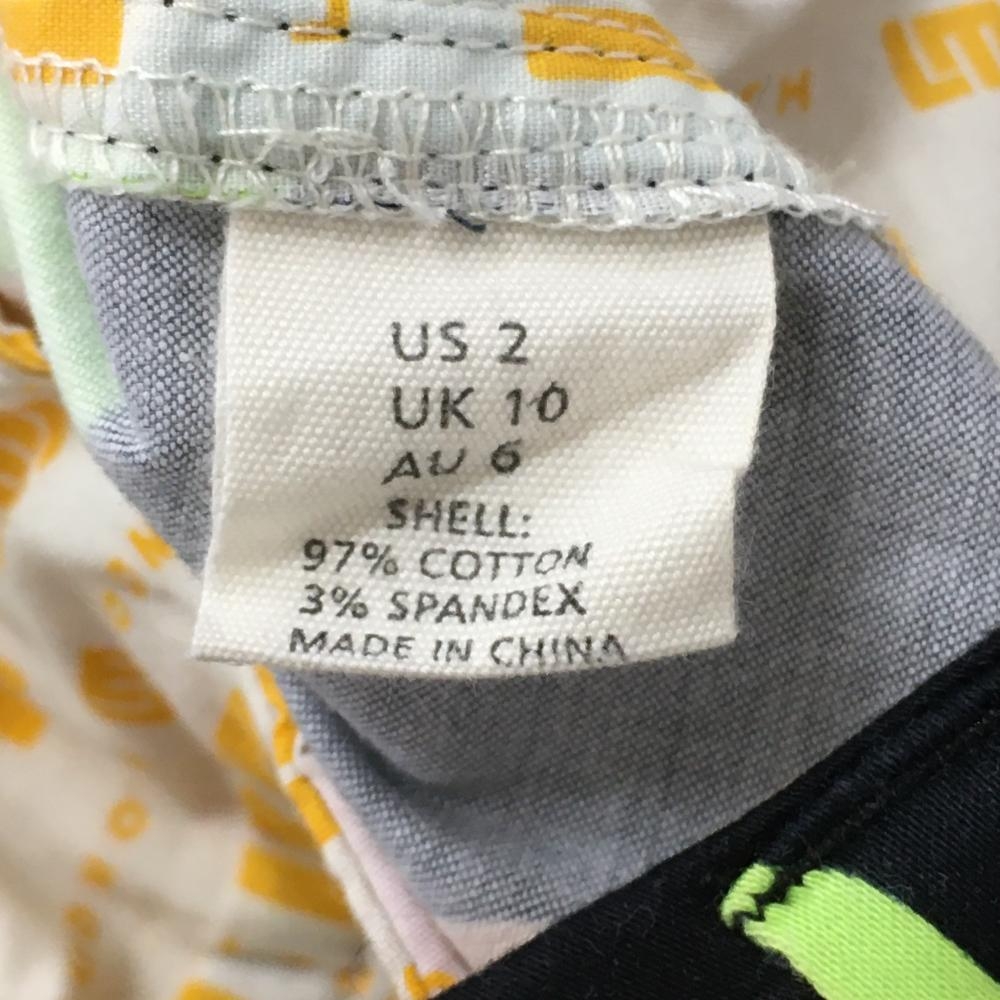 US 2
UK 10
AU 6
SHELL:
97% COTTON
3% SPANDEX
MADE IN CHINA